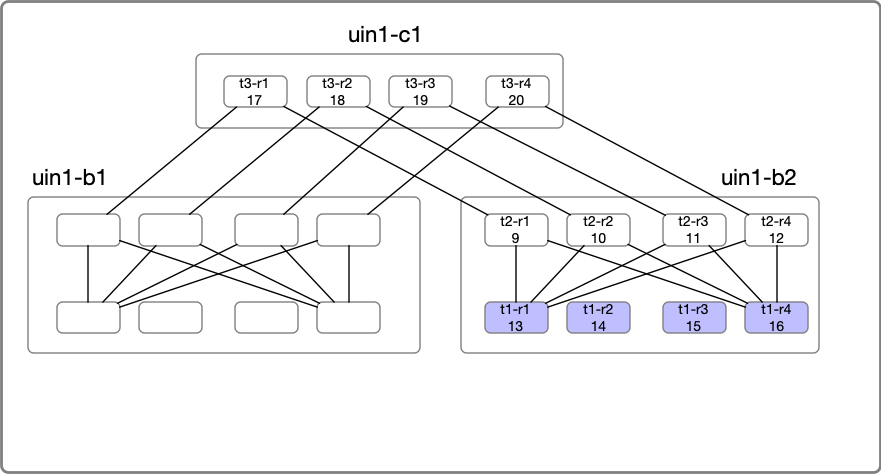 uin1-c1
t3-r1
17
t3-r2
18
t3-r3
19
t3-r4
20
uin1-b1
uin1-b2
t2-r1
9
t2-r2
10
t2-r3
11
t2-r4
12
t1-r1
13
t1-r2
14
t1-r3
15
t1-r4
16